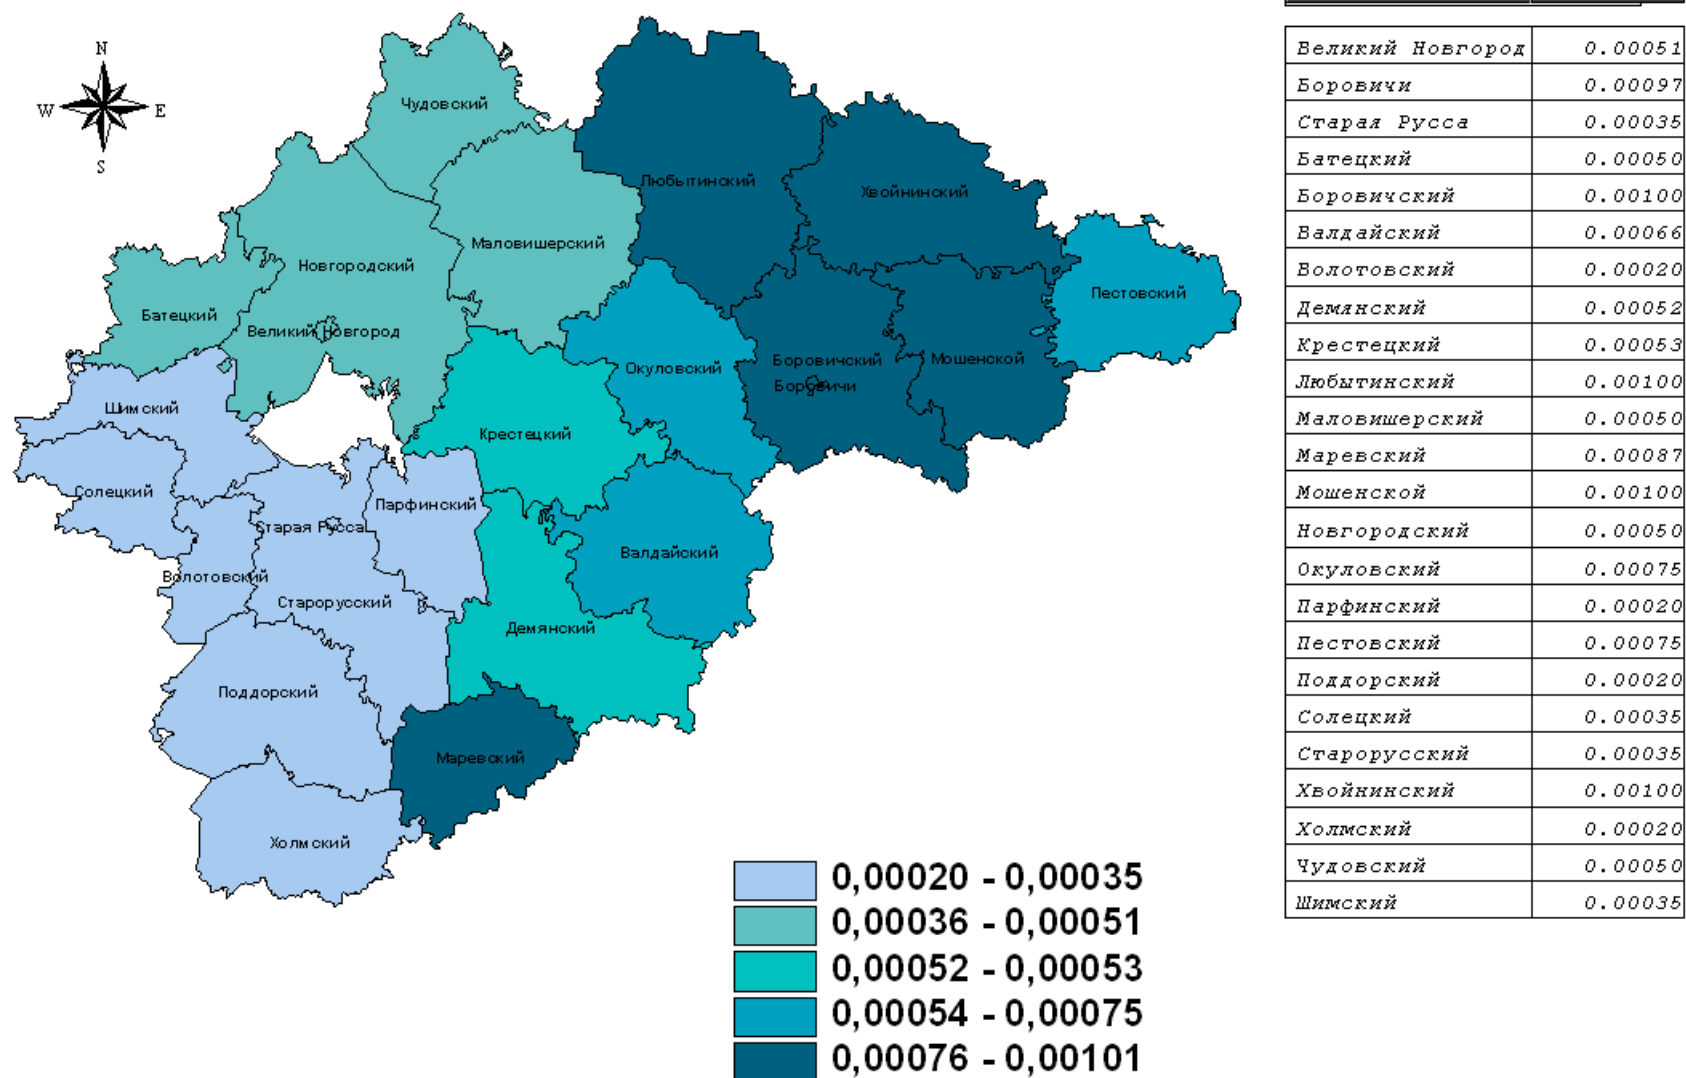 N
W E
S
Чудовский
Любытинский
Хвойнинский
Маловишерский
Новгородский
Пестовский
Батецкий
Великий Новгород
Боровичский
Мошенской
Окуловский
Боровичи
Шимский
Крестецкий
Солецкий
Парфинский
Старая Русса
Валдайский
Волотовский
Старорусский
Демянский
Поддорский
Маревский
Холмский
0,00020 - 0,00035
0,00036 - 0,00051
0,00052 - 0,00053
0,00054 - 0,00075
0,00076 - 0,00101
Великий Новгород 0.00051
Боровичи 0.00097
Старая Русса 0.00035
Батецкий 0.00050
Боровичский 0.00100
Валдайский 0.00066
Волотовский 0.00020
Демянский 0.00052
Крестецкий 0.00053
Любытинский 0.00100
Маловишерский 0.00050
Маревский 0.00087
Мошенской 0.00100
Новгородский 0.00050
Окуловский 0.00075
Парфинский 0.00020
Пестовский 0.00075
Поддорский 0.00020
Солецкий 0.00035
Старорусский 0.00035
Хвойнинский 0.00100
Холмский 0.00020
Чудовский 0.00050
Шимский 0.00035